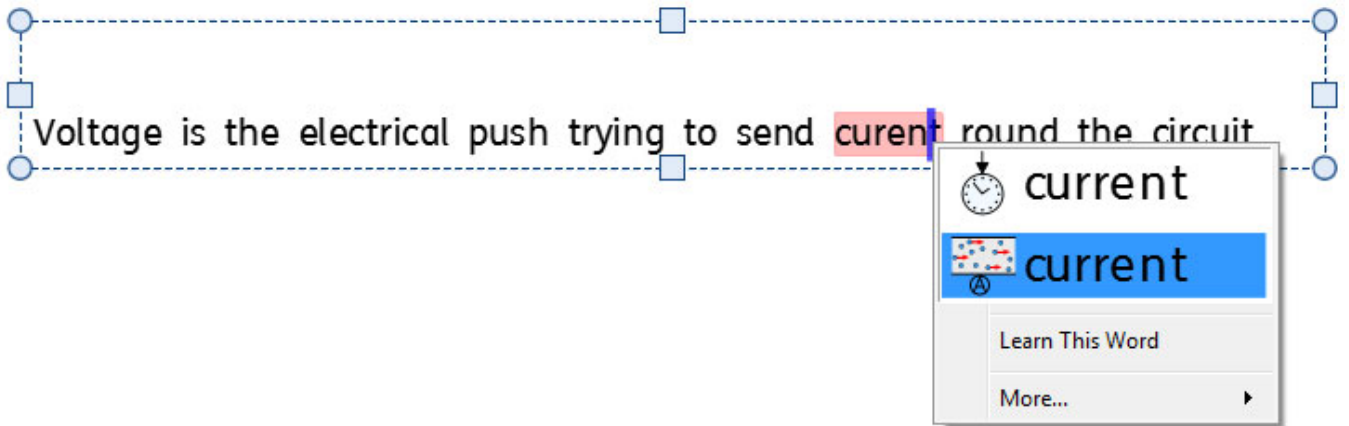 Voltage is the electrical push trying to send curent round the circuit
current
A current
Learn This Word
More...